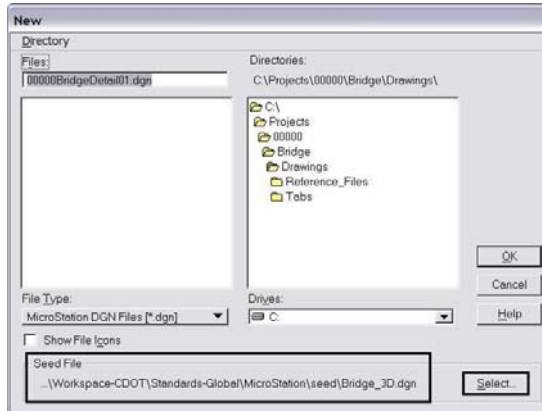 New
Directory
Files:
00000BridgeDetail01.dgn
Directories:
C:\Projects\00000\Bridge\Drawings\
C:\
Projects
00000
Bridge
Drawings
Reference_Files
Tabs
OK
Cancel
Help
File Type:
MicroStation DGN Files [*.dgn]
Drives:
C:
Show File Icons
Seed File
...\Workspace-CDOT\Standards-Global\MicroStation\seed\Bridge_3D.dgn
Select...